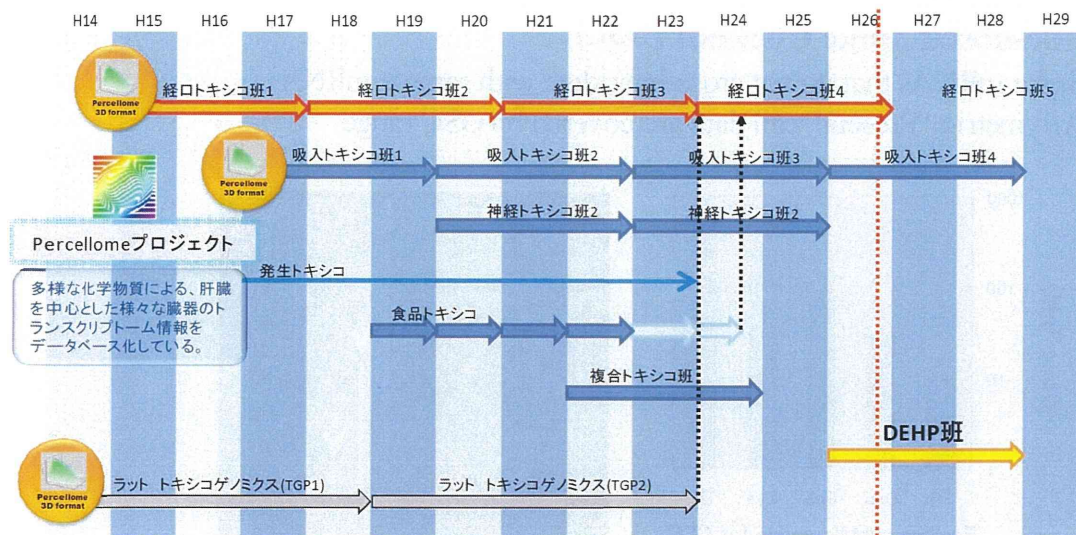 H14 H15 H16 H17 H18 H19 H20 H21 H22 H23 H24 H25 H26 H27 H28 H29
Percellome
3D format
経口トキシコ班1 経口トキシコ班2 経口トキシコ班3 経口トキシコ班4 経口トキシコ班5
Percellome
3D format
吸入トキシコ班1 吸入トキシコ班2 吸入トキシコ班3 吸入トキシコ班4
神経トキシコ班2 神経トキシコ班2
Percellomeプロジェクト
発生トキシコ
多様な化学物質による、肝臓
を中心とした様々な臓器のト
ランスクリプトーム情報を
データベース化している。
食品トキシコ
複合トキシコ班
DEHP班
Percellome
3D format
ラット トキシコゲノミクス(TGP1) ラット トキシコゲノミクス(TGP2)